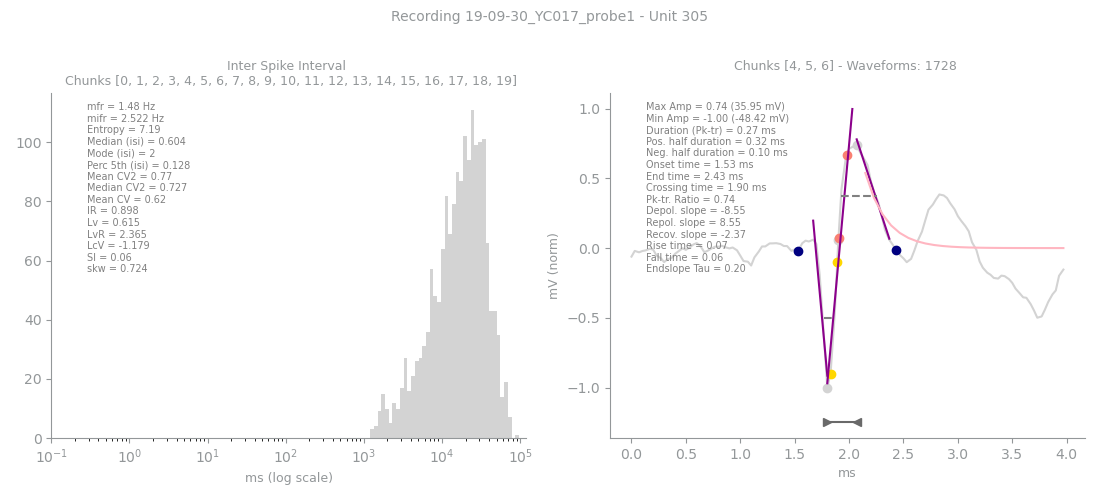 Recording 19-09-30_YC017_probe1 - Unit 305
Inter Spike Interval
Chunks [0, 1, 2, 3, 4, 5, 6, 7, 8, 9, 10, 11, 12, 13, 14, 15, 16, 17, 18, 19]
mfr = 1.48 Hz
mifr = 2.522 Hz
Entropy = 7.19
Median (isi) = 0.604
Mode (isi) = 2
Perc 5th (isi) = 0.128
Mean CV2 = 0.77
Median CV2 = 0.727
Mean CV = 0.62
IR = 0.898
Lv = 0.615
LvR = 2.365
LcV = -1.179
SI = 0.06
skw = 0.724
100
80
60
40
20
0
10⁻¹ 10⁰ 10¹ 10² 10³ 10⁴ 10⁵
ms (log scale)
Chunks [4, 5, 6] - Waveforms: 1728
Max Amp = 0.74 (35.95 mV)
Min Amp = -1.00 (-48.42 mV)
Duration (Pk-tr) = 0.27 ms
Pos. half duration = 0.32 ms
Neg. half duration = 0.10 ms
Onset time = 1.53 ms
End time = 2.43 ms
Crossing time = 1.90 ms
Pk-tr. Ratio = 0.74
Depol. slope = -8.55
Repol. slope = 8.55
Recov. slope = -2.37
Rise time = 0.07
Fall time = 0.06
Endslope Tau = 0.20
mV (norm)
1.0
0.5
0.0
−0.5
−1.0
0.0 0.5 1.0 1.5 2.0 2.5 3.0 3.5 4.0
ms